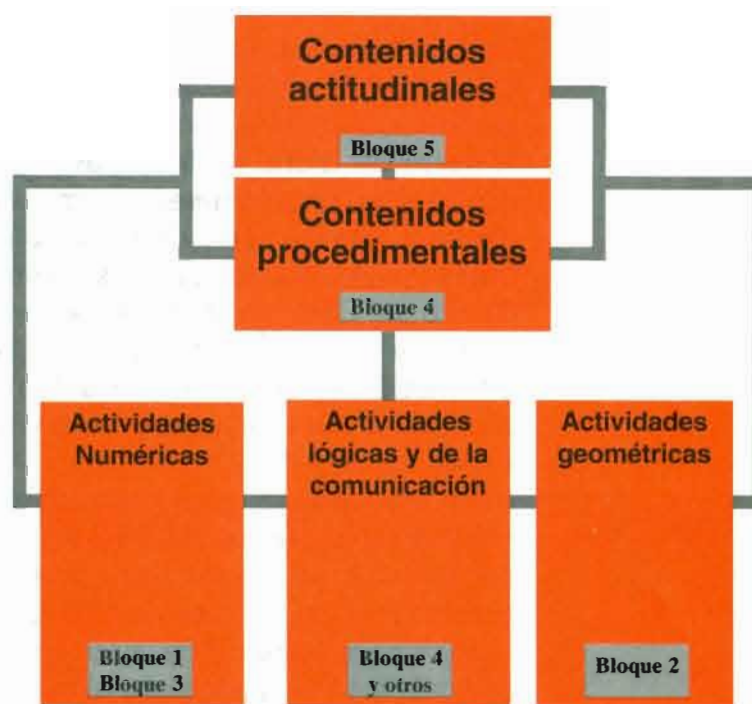 Contenidos
actitudinales
Bloque 5
Contenidos
procedimentales
Bloque 4
Actividades
Numéricas
Bloque 1
Bloque 3
Actividades
lógicas y de la
comunicación
Bloque 4
y otros
Actividades
geométricas
Bloque 2